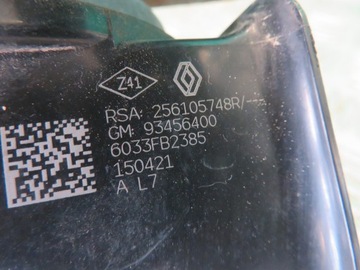 Z41
RSA: 256105748R/---
GM: 93456400
6033FB2385
150421
A L7